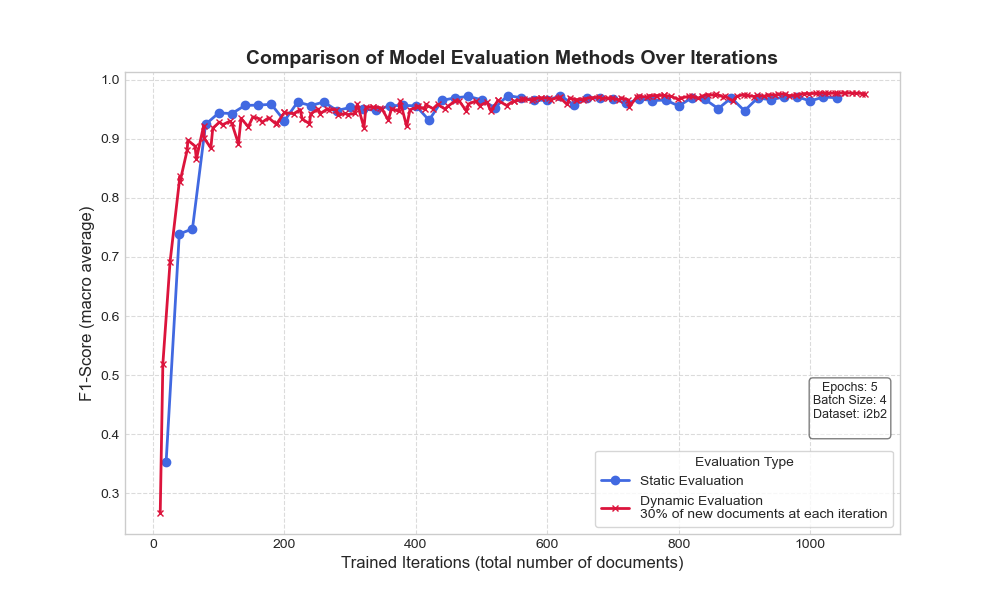 Comparison of Model Evaluation Methods Over Iterations
1.0
0.9
0.8
0.7
0.6
0.5
0.4
0.3
F1-Score (macro average)
Epochs: 5
Batch Size: 4
Dataset: i2b2
Evaluation Type
Static Evaluation
Dynamic Evaluation
30% of new documents at each iteration
0 200 400 600 800 1000
Trained Iterations (total number of documents)